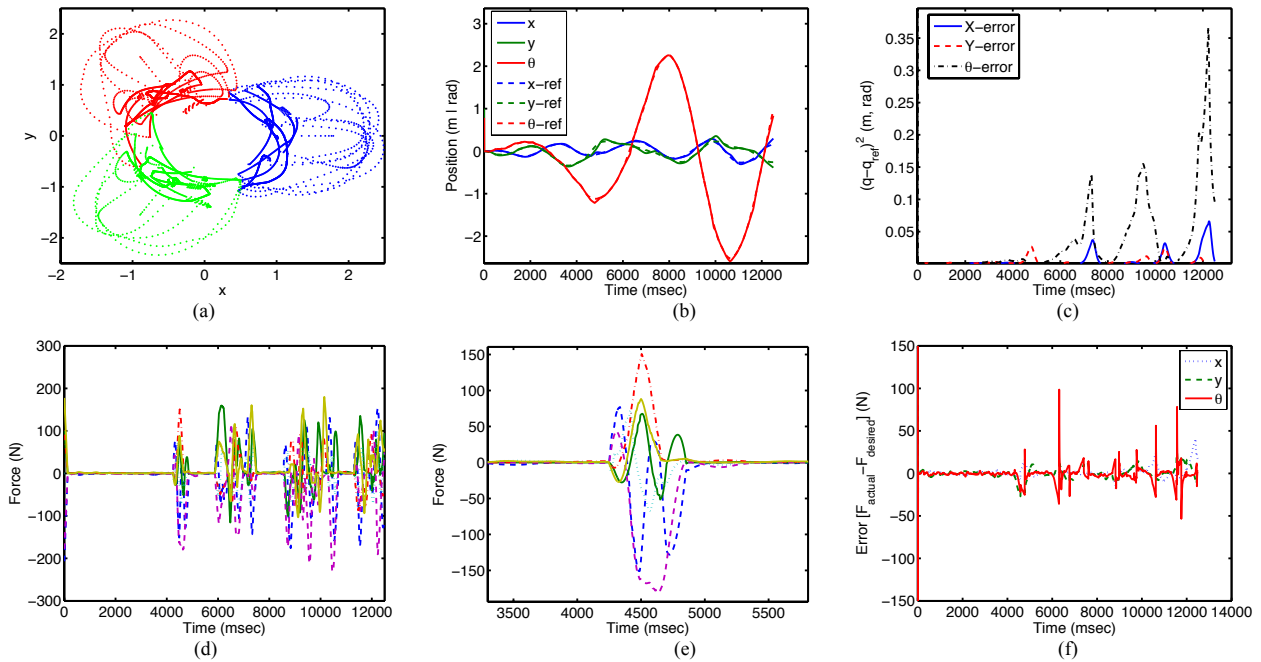 2
1
0
−1
−2
y
−2 −1 0 1 2 2.5
x
(a)
3
2
1
0
−1
−2
Position (m | rad)
x
y
θ
x−ref
y−ref
θ−ref
0 2000 4000 6000 8000 10000 12000 14000
Time (msec)
(b)
0.35
0.3
0.25
0.2
0.15
0.1
0.05
(q−q_ref)^2 (m, rad)
X−error
Y−error
θ−error
0 2000 4000 6000 8000 10000 12000
Time (msec)
(c)
300
200
100
0
−100
−200
−300
Force (N)
0 2000 4000 6000 8000 10000 12000
Time (msec)
(d)
150
100
50
0
−50
−100
−150
Force (N)
3500 4000 4500 5000 5500
Time (msec)
(e)
150
100
50
0
−50
−100
−150
Error [F_actual−F_desired] (N)
x
y
θ
0 2000 4000 6000 8000 10000 12000 14000
Time (msec)
(f)